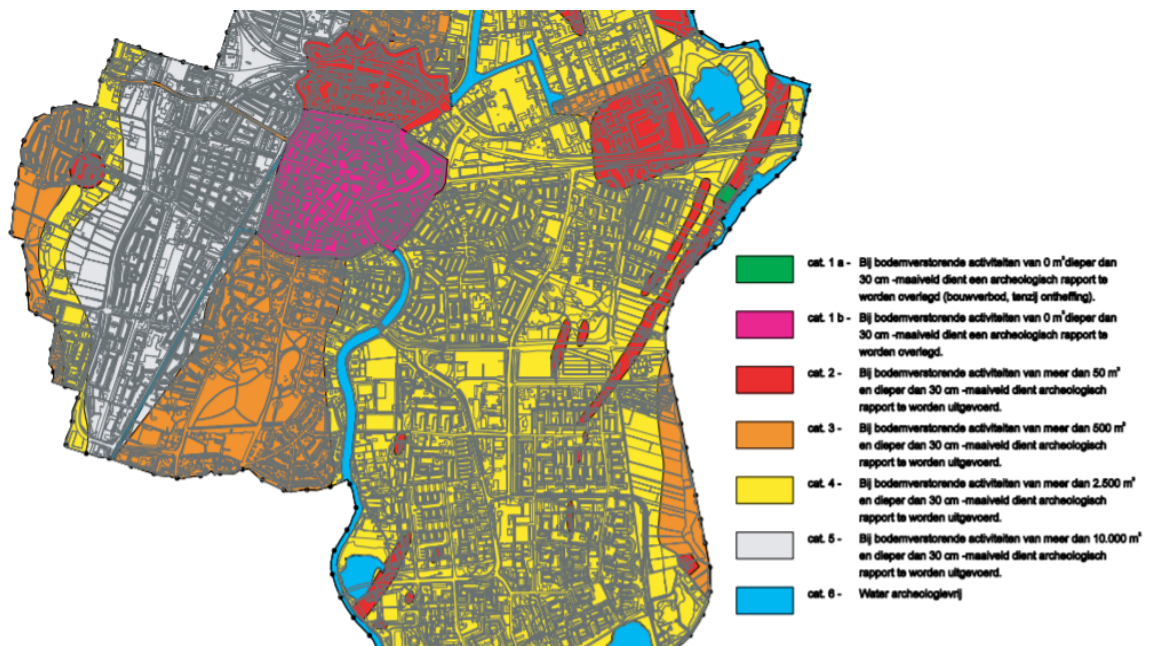 cat. 1 a - Bij bodemverstorende activiteiten van 0 m² dieper dan
30 cm -maaiveld dient een archeologisch rapport te
worden overlegd (bouwverbod, tenzij ontheffing).
cat. 1 b - Bij bodemverstorende activiteiten van 0 m² dieper dan
30 cm -maaiveld dient een archeologisch rapport te
worden overlegd.
cat. 2 - Bij bodemverstorende activiteiten van meer dan 50 m²
en dieper dan 30 cm -maaiveld dient archeologisch
rapport te worden uitgevoerd.
cat. 3 - Bij bodemverstorende activiteiten van meer dan 500 m²
en dieper dan 30 cm -maaiveld dient archeologisch
rapport te worden uitgevoerd.
cat. 4 - Bij bodemverstorende activiteiten van meer dan 2.500 m²
en dieper dan 30 cm -maaiveld dient archeologisch
rapport te worden uitgevoerd.
cat. 5 - Bij bodemverstorende activiteiten van meer dan 10.000 m²
en dieper dan 30 cm -maaiveld dient archeologisch
rapport te worden uitgevoerd.
cat. 6 - Water archeologievrij